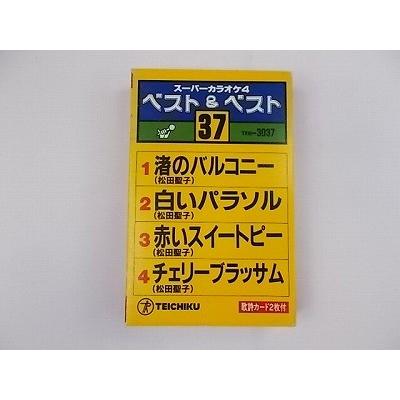 スーパーカラオケ4
ベスト&ベスト
37
-3037
1 渚のバルコニー
(松田聖子)
2 白いパラソル
(松田聖子)
3 赤いスイートピー
(松田聖子)
4 チェリーブラッサム
(松田聖子)
TEICHIKU
歌詩カード2枚付